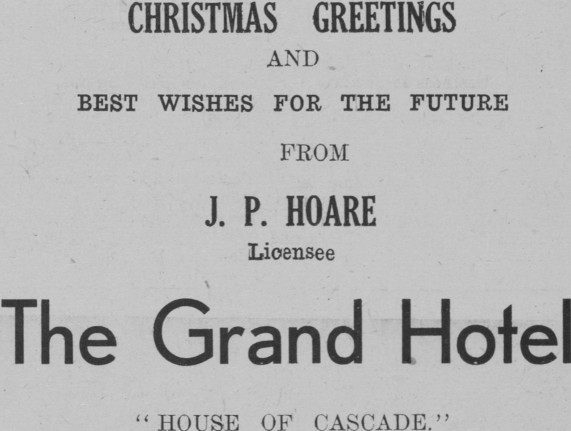 CHRISTMAS GREETINGS
AND
BEST WISHES FOR THE FUTURE
FROM
J. P. HOARE
Licensee
The Grand Hotel
“ HOUSE OF CASCADE.”